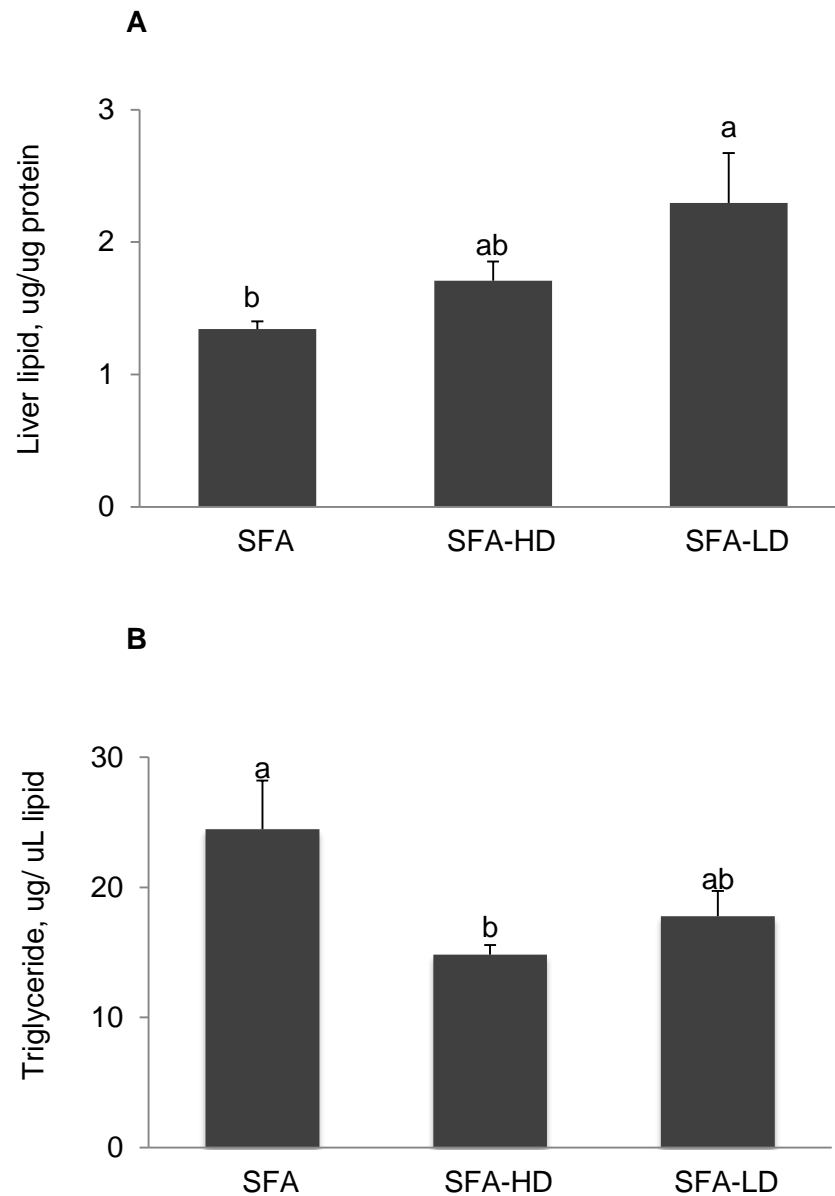 A
Liver lipid, ug/ug protein
3
2
1
0
b
ab
a
SFA SFA-HD SFA-LD
B
Triglyceride, ug/ uL lipid
30
20
10
0
a
b
ab
SFA SFA-HD SFA-LD